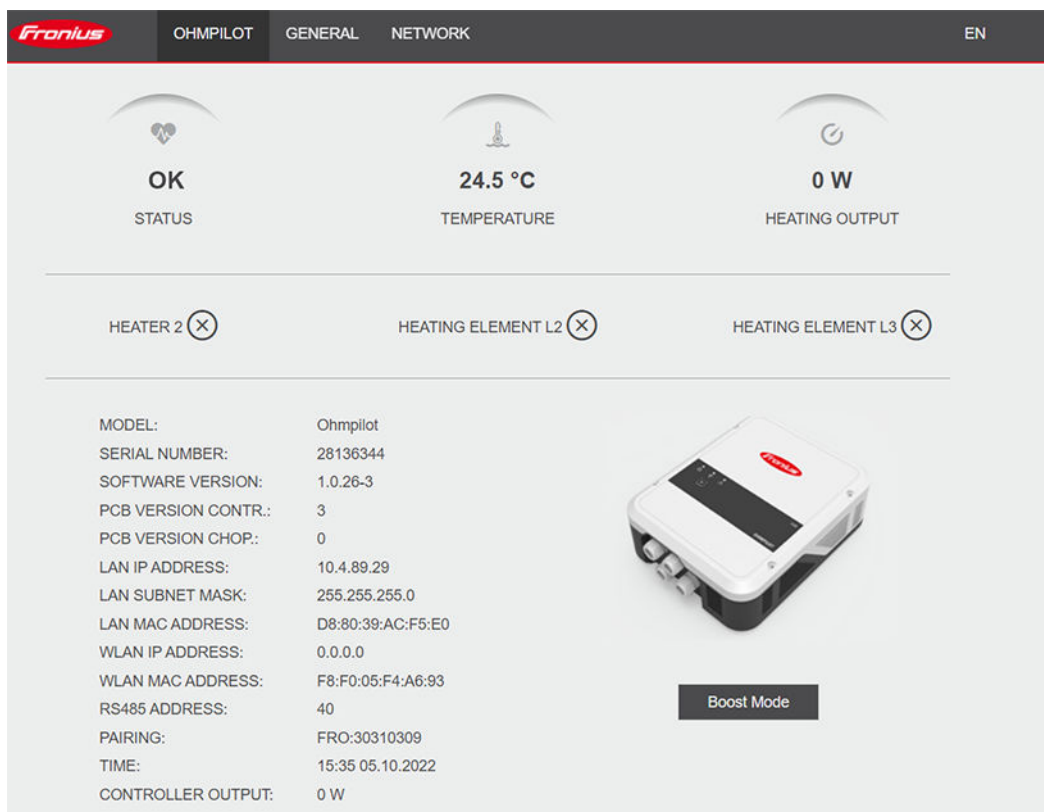 Fronius OHMPILOT GENERAL NETWORK EN
OK 24.5 °C 0 W
STATUS TEMPERATURE HEATING OUTPUT
HEATER 2 HEATING ELEMENT L2 HEATING ELEMENT L3
MODEL: Ohmpilot
SERIAL NUMBER: 28136344
SOFTWARE VERSION: 1.0.26-3
PCB VERSION CONTR.: 3
PCB VERSION CHOP.: 0
LAN IP ADDRESS: 10.4.89.29
LAN SUBNET MASK: 255.255.255.0
LAN MAC ADDRESS: D8:80:39:AC:F5:E0
WLAN IP ADDRESS: 0.0.0.0
WLAN MAC ADDRESS: F8:F0:05:F4:A6:93
RS485 ADDRESS: 40
PAIRING: FRO:30310309
TIME: 15:35 05.10.2022
CONTROLLER OUTPUT: 0 W
Fronius
Boost Mode